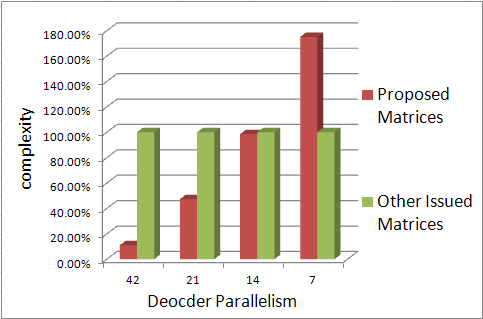 180.00%
160.00%
140.00%
120.00%
100.00%
80.00%
60.00%
40.00%
20.00%
0.00%
complexity
42 21 14 7
Deocder Parallelism
Proposed
Matrices
Other Issued
Matrices